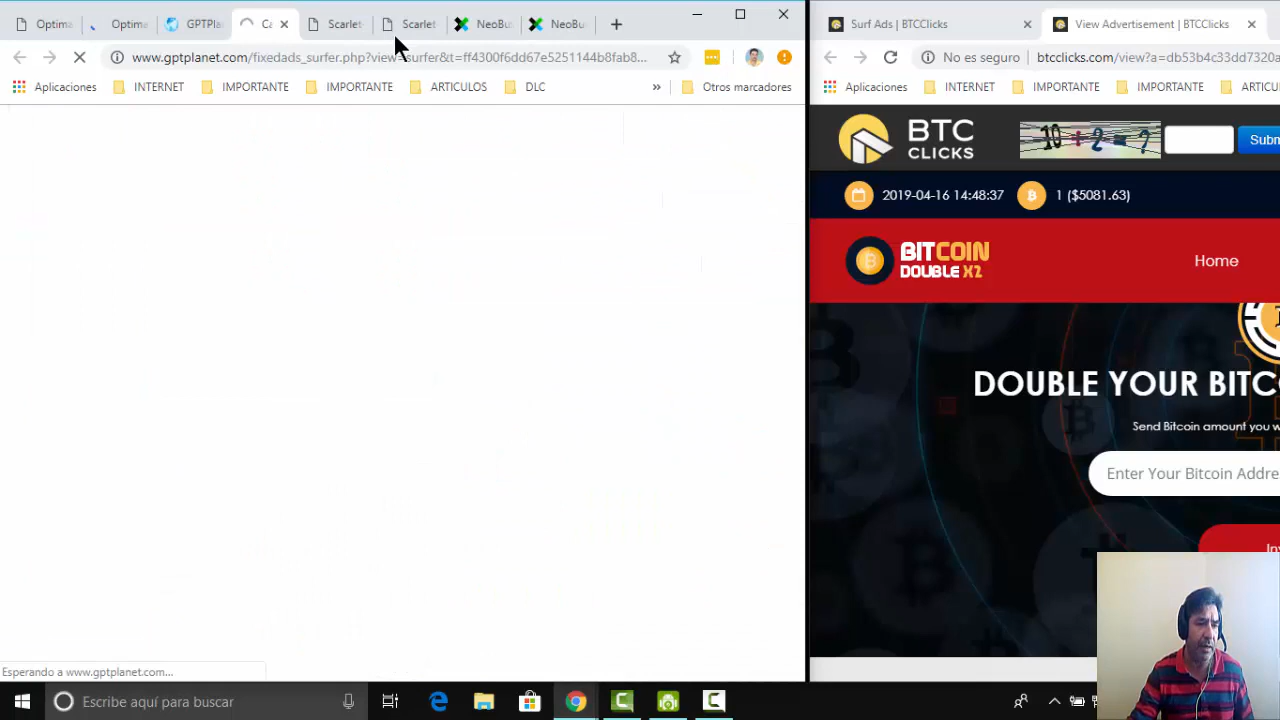 Optima
Optima
GPTPla
Ca
Scarlet
Scarlet
NeoBu
NeoBu
www.gptplanet.com/fixedads_surfer.php?view=surfer&t=ff4300f6dd67e5251144b8fab8...
Aplicaciones
INTERNET
IMPORTANTE
IMPORTANTE
ARTICULOS
DLC
»
Otros marcadores
Esperando a www.gptplanet.com...
Surf Ads | BTCClicks
View Advertisement | BTCClicks
No es seguro
btcclicks.com/view?a=db53b4c33dd7320a
Aplicaciones
INTERNET
IMPORTANTE
IMPORTANTE
ARTICU
BTC
CLICKS
10 + 2 = ?
Subm
2019-04-16 14:48:37
1 ($5081.63)
BITCOIN
DOUBLE X2
Home
DOUBLE YOUR BITC
Send Bitcoin amount you w
Enter Your Bitcoin Addre
Inv
Escribe aquí para buscar